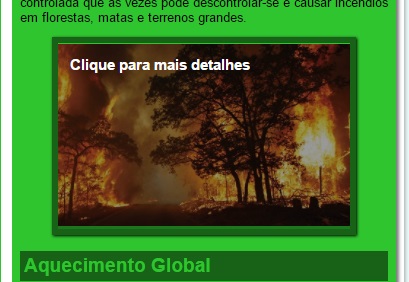 controlada que as vezes pode descontrolar-se e causar incêndios
em florestas, matas e terrenos grandes.
Clique para mais detalhes
Aquecimento Global